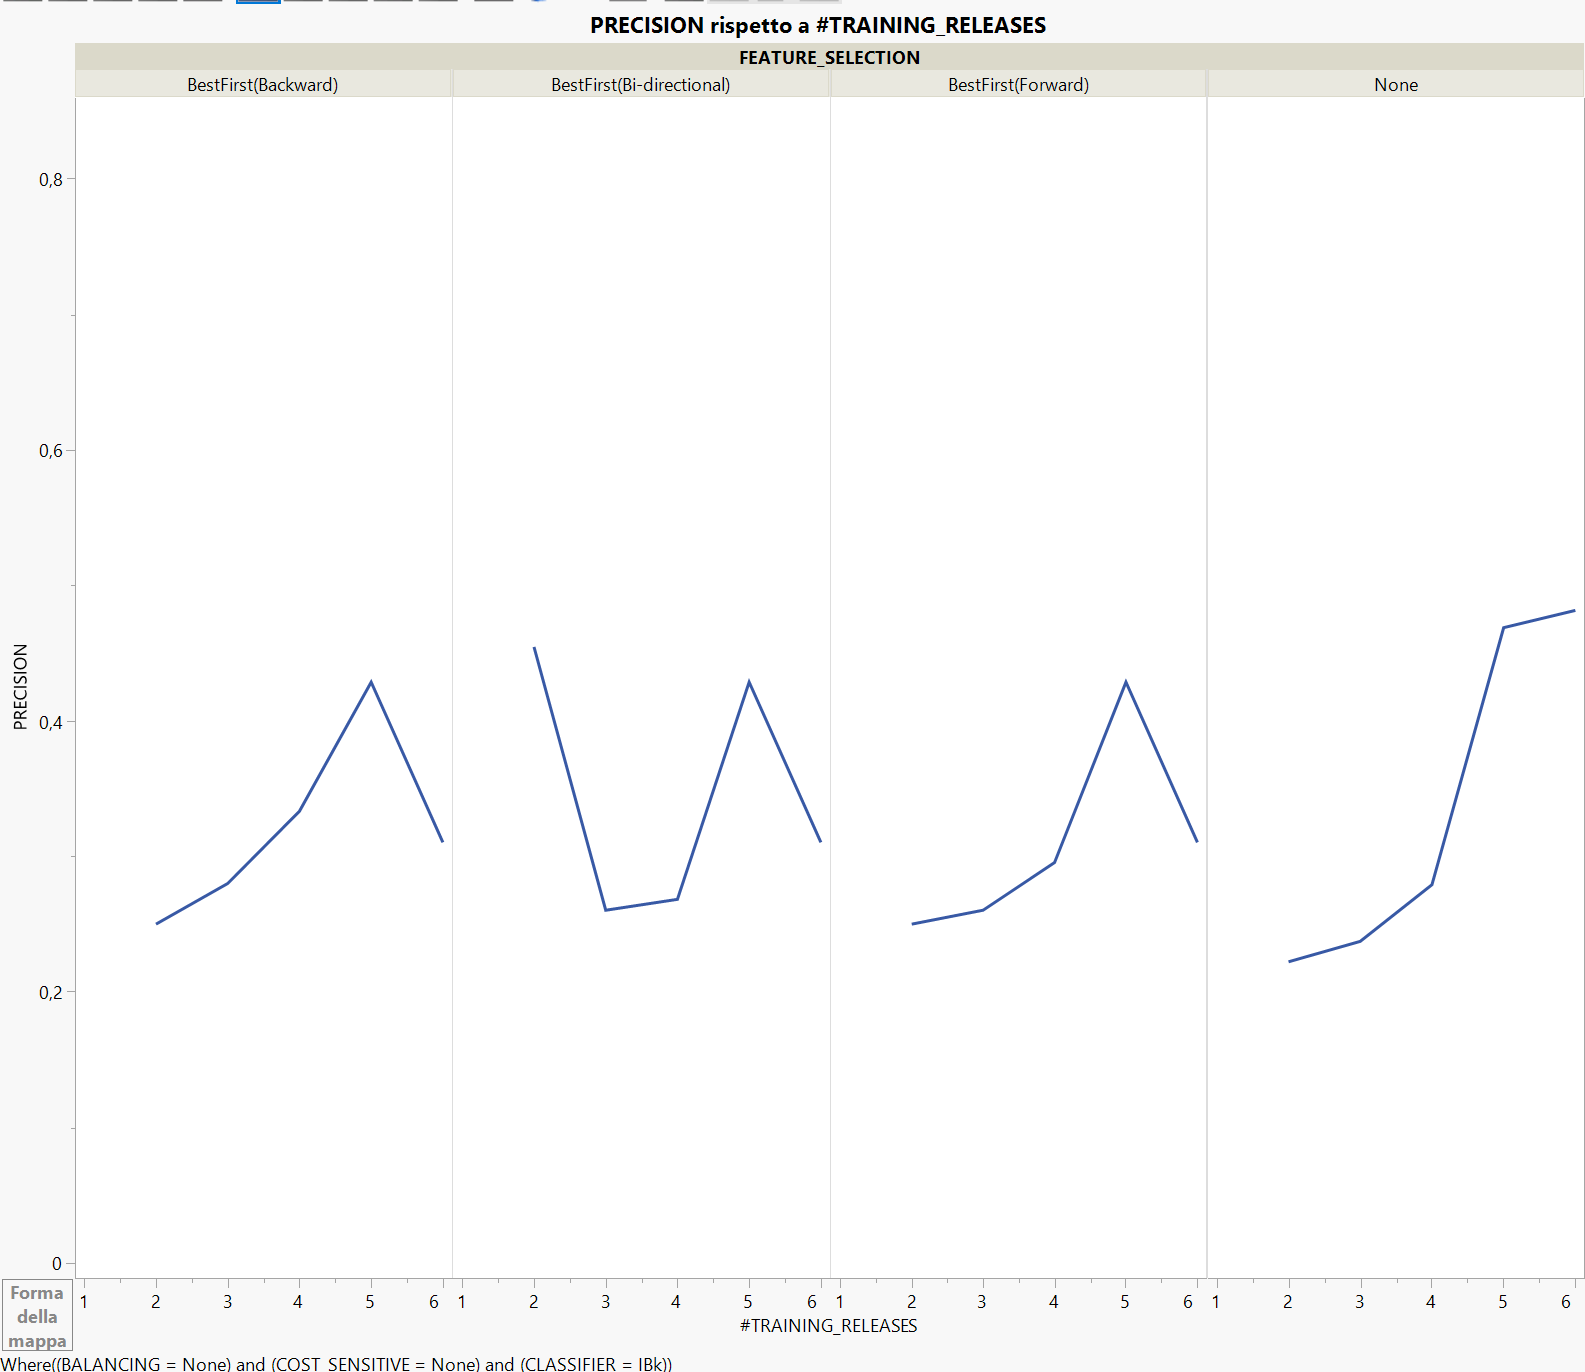 PRECISION rispetto a #TRAINING_RELEASES
FEATURE_SELECTION
BestFirst(Backward) BestFirst(Bi-directional) BestFirst(Forward) None
0,8
0,6
PRECISION
0,4
0,2
0
1 2 3 4 5 6 1 2 3 4 5 6 1 2 3 4 5 6 1 2 3 4 5 6
#TRAINING_RELEASES
Forma
della
mappa
Where((BALANCING = None) and (COST_SENSITIVE = None) and (CLASSIFIER = IBk))